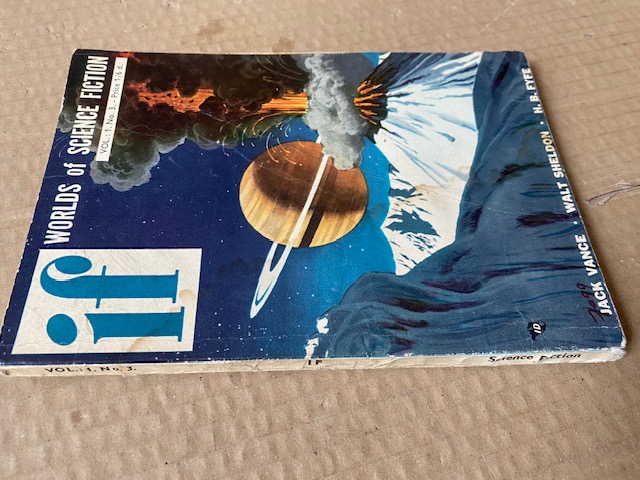 if
WORLDS of SCIENCE FICTION
VOL: 1, No. 3. - Price 1/6 d.
JACK VANCE · WALT SHELDON · H. B. FYFE
1D
VOL: 1, No. 3.
IF
Science Fiction